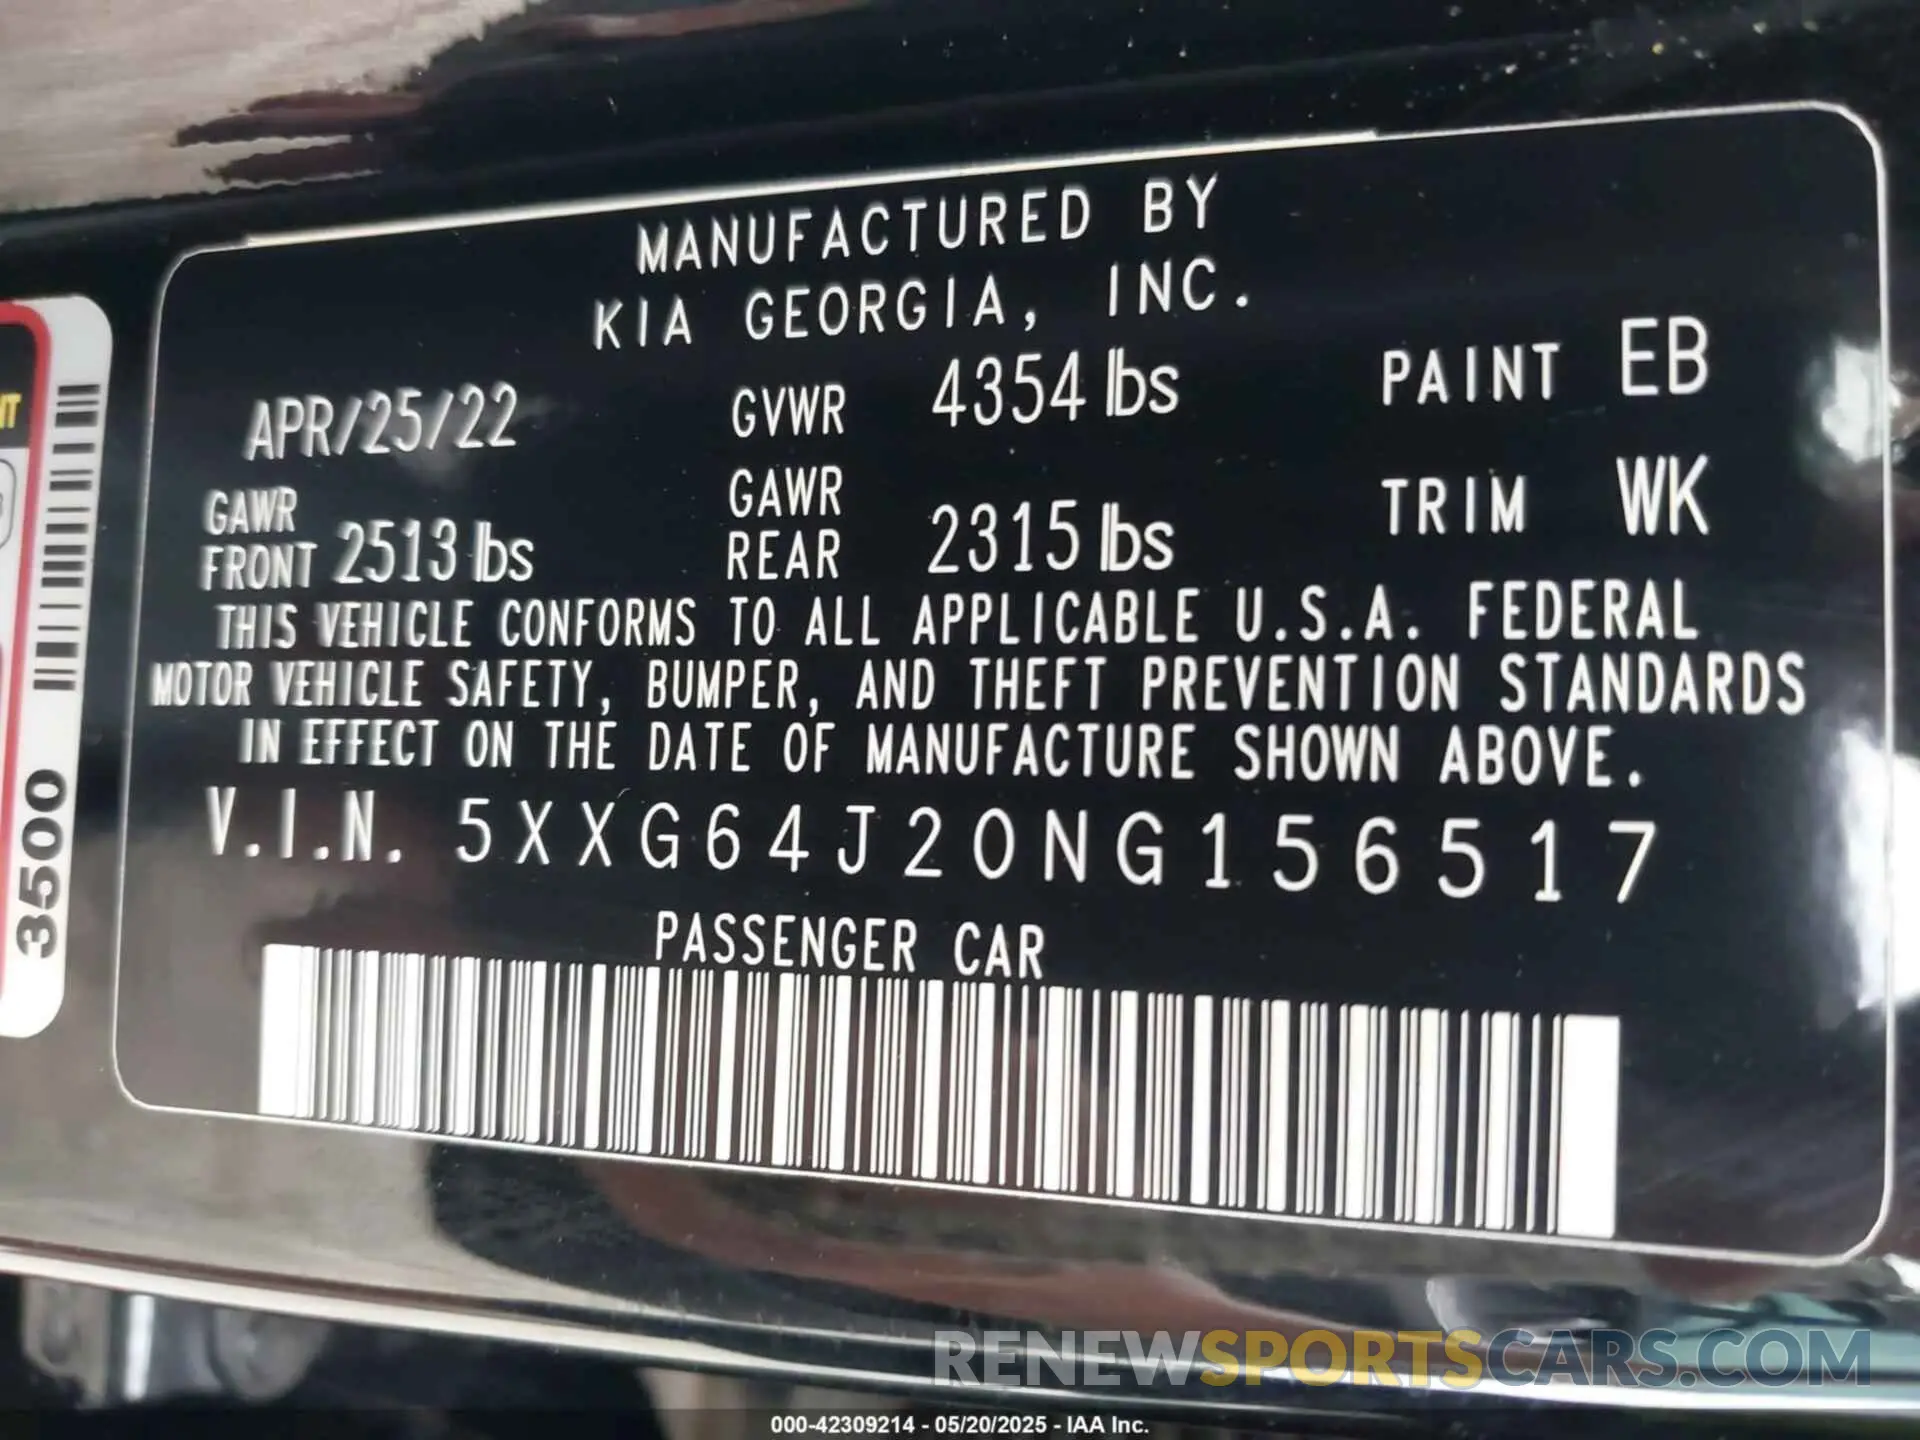 MANUFACTURED BY
KIA GEORGIA, INC.
APR/25/22 GVWR 4354 lbs PAINT EB
GAWR FRONT 2513 lbs GAWR REAR 2315 lbs TRIM WK
THIS VEHICLE CONFORMS TO ALL APPLICABLE U.S.A. FEDERAL
MOTOR VEHICLE SAFETY, BUMPER, AND THEFT PREVENTION STANDARDS
IN EFFECT ON THE DATE OF MANUFACTURE SHOWN ABOVE.
V.I.N. 5XXG64J20NG156517
PASSENGER CAR
3500
RENEWSPORTSCARS.COM
000-42309214 - 05/20/2025 - IAA Inc.